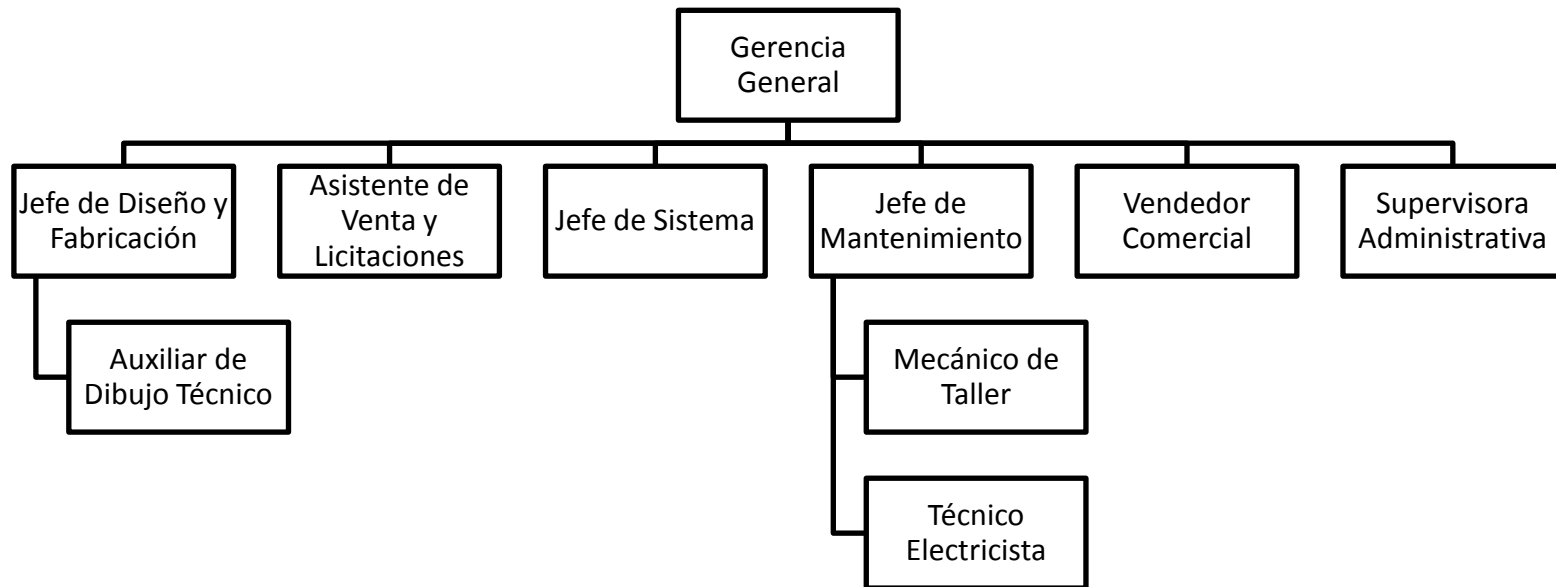 Gerencia
General
Jefe de Diseño y
Fabricación
Asistente de
Venta y
Licitaciones
Jefe de Sistema
Jefe de
Mantenimiento
Vendedor
Comercial
Supervisora
Administrativa
Auxiliar de
Dibujo Técnico
Mecánico de
Taller
Técnico
Electricista